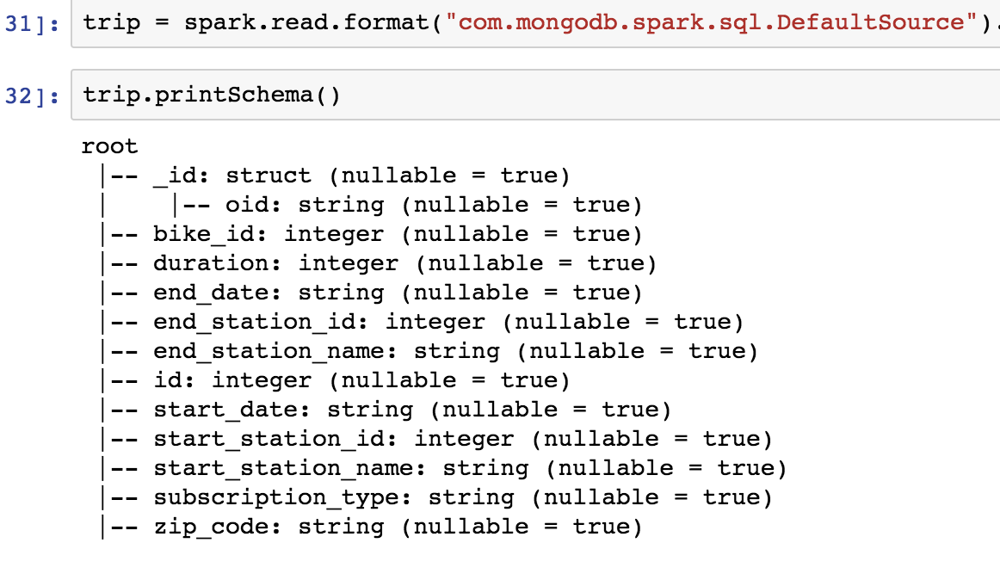 31]: trip = spark.read.format("com.mongodb.spark.sql.DefaultSource").
32]: trip.printSchema()
root
 |-- _id: struct (nullable = true)
 |    |-- oid: string (nullable = true)
 |-- bike_id: integer (nullable = true)
 |-- duration: integer (nullable = true)
 |-- end_date: string (nullable = true)
 |-- end_station_id: integer (nullable = true)
 |-- end_station_name: string (nullable = true)
 |-- id: integer (nullable = true)
 |-- start_date: string (nullable = true)
 |-- start_station_id: integer (nullable = true)
 |-- start_station_name: string (nullable = true)
 |-- subscription_type: string (nullable = true)
 |-- zip_code: string (nullable = true)